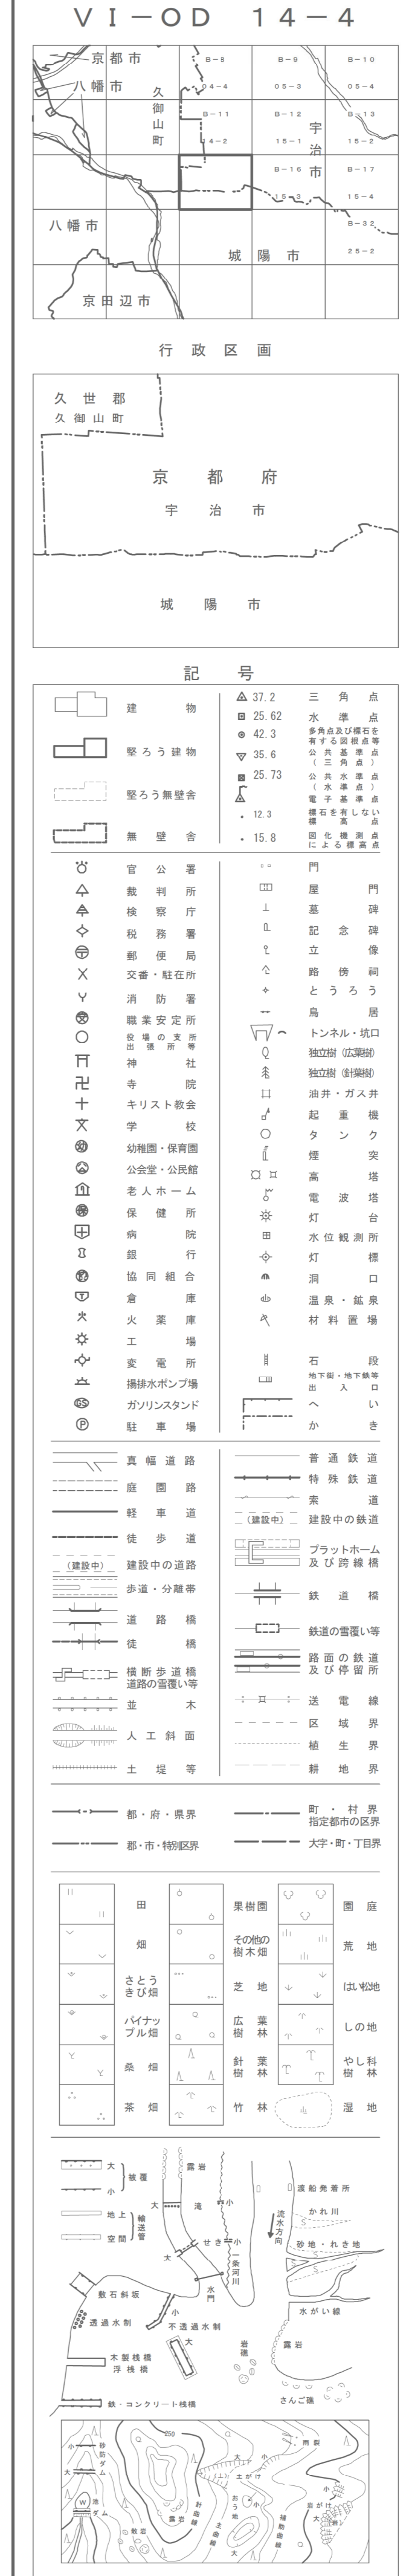 VI-OD 14-4
京都市
八幡市
久御山町
B-8
04-4
B-9
05-3
B-10
05-4
B-11
14-2
B-12
15-1
B-13
15-2
宇治市
B-16
15-3
B-17
15-4
八幡市
B-32
25-2
城陽市
京田辺市
行政区画
久世郡
久御山町
京都府
宇治市
城陽市
記号
建物
堅ろう建物
堅ろう無壁舎
無壁舎
37.2 三角点
25.62 水準点
42.3 多角点及び標石を
有する図根点等
35.6 公共基準点
(三角点)
25.73 公共水準点
(水準点)
電子基準点
12.3 標石を有しない
標高点
15.8 図化機測点
による標高点
官公署
裁判所
検察庁
税務署
郵便局
交番・駐在所
消防署
職業安定所
役場の支所
出張所等
神社
寺院
キリスト教会
学校
幼稚園・保育園
公会堂・公民館
老人ホーム
保健所
病院
銀行
協同組合
倉庫
火薬庫
工場
変電所
揚排水ポンプ場
GS ガソリンスタンド
P 駐車場
門
屋門
墓碑
記念碑
立像
路傍祠
とうろう
鳥居
トンネル・坑口
独立樹(広葉樹)
独立樹(針葉樹)
油井・ガス井
起重機
タンク
煙突
高塔
電波塔
灯台
水位観測所
灯標
洞口
温泉・鉱泉
材料置場
石段
地下街・地下鉄等
出入口
へい
かき
真幅道路
庭園路
軽車道
徒歩道
(建設中) 建設中の道路
歩道・分離帯
道路橋
徒橋
横断歩道橋
道路の雪覆い等
並木
人工斜面
土堤等
普通鉄道
特殊鉄道
索道
(建設中) 建設中の鉄道
プラットホーム
及び跨線橋
鉄道橋
鉄道の雪覆い等
路面の鉄道
及び停留所
送電線
区域界
植生界
耕地界
都・府・県界
郡・市・特別区界
町・村界
指定都市の区界
大字・町・丁目界
田
畑
さとう
きび畑
パイナッ
プル畑
桑畑
茶畑
果樹園
その他の
樹木畑
芝地
広葉
樹林
針葉
樹林
竹林
園庭
荒地
はい松地
しの地
やし科
樹林
湿地
大
小
被覆
地上
空間
輸送管
露岩
大
滝
小
せき
小
大
一条河川
水門
流水方向
渡船発着所
かれ川
砂地・れき地
水がい線
敷石斜坂
透過水制
小
不透過水制
大
木製桟橋
浮桟橋
鉄・コンクリート桟橋
岩礁
露岩
さんご礁
小
砂防ダム
大
W
池
ダム
250
露岩
散岩
計曲線
主曲線
大
小
(土)
土がけ
おう地
小
大
補助曲線
雨裂
小
岩がけ
大
(岩)